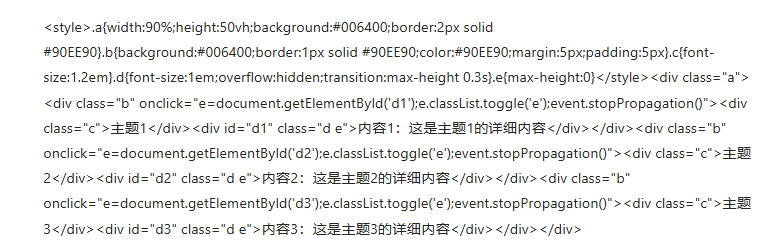 <style>.a{width:90%;height:50vh;background:#006400;border:2px solid
#90EE90}.b{background:#006400;border:1px solid #90EE90;color:#90EE90;margin:5px;padding:5px}.c{font-
size:1.2em}.d{font-size:1em;overflow:hidden;transition:max-height 0.3s}.e{max-height:0}</style><div class="a">
<div class="b" onclick="e=document.getElementById('d1');e.classList.toggle('e');event.stopPropagation()"><div
class="c">主题1</div><div id="d1" class="d e">内容1：这是主题1的详细内容</div></div><div class="b"
onclick="e=document.getElementById('d2');e.classList.toggle('e');event.stopPropagation()"><div class="c">主题
2</div><div id="d2" class="d e">内容2：这是主题2的详细内容</div></div><div class="b"
onclick="e=document.getElementById('d3');e.classList.toggle('e');event.stopPropagation()"><div class="c">主题
3</div><div id="d3" class="d e">内容3：这是主题3的详细内容</div></div></div>